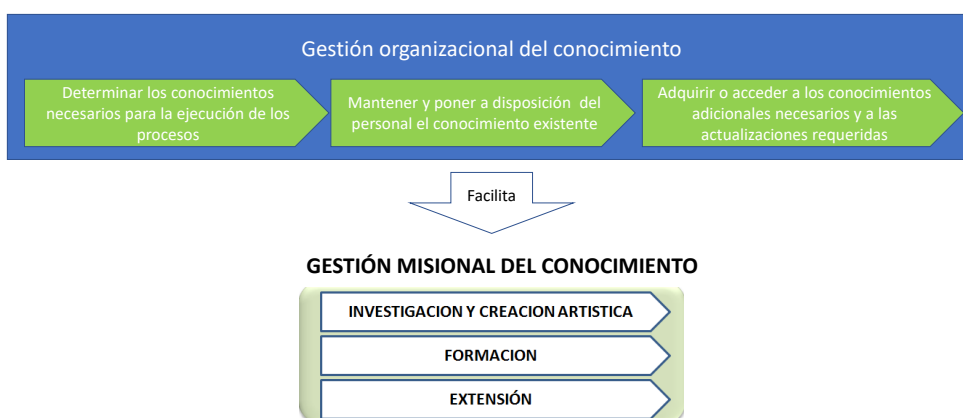 Gestión organizacional del conocimiento
Determinar los conocimientos
necesarios para la ejecución de los
procesos
Mantener y poner a disposición del
personal el conocimiento existente
Adquirir o acceder a los conocimientos
adicionales necesarios y a las
actualizaciones requeridas
Facilita
GESTIÓN MISIONAL DEL CONOCIMIENTO
INVESTIGACION Y CREACION ARTISTICA
FORMACION
EXTENSIÓN